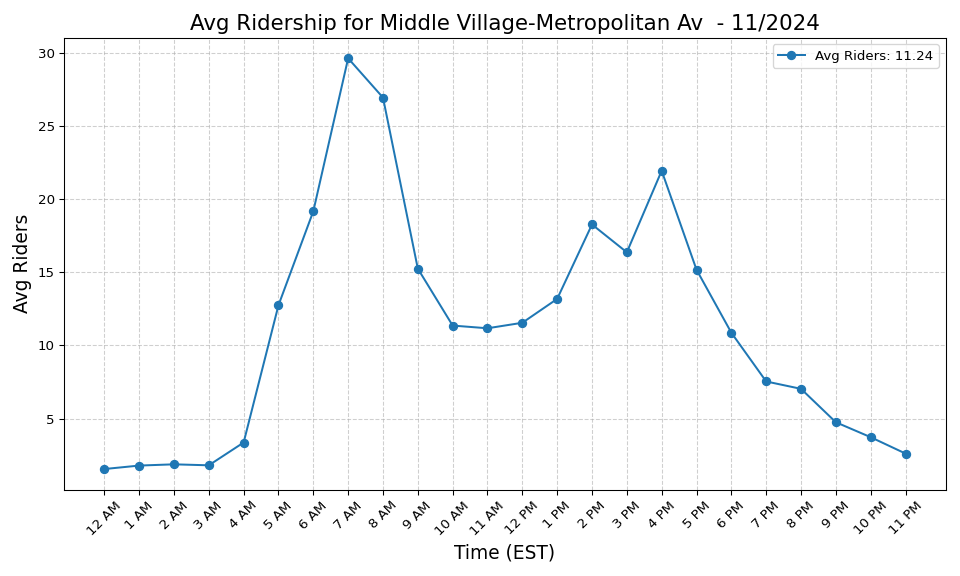 Avg Ridership for Middle Village-Metropolitan Av  - 11/2024
Avg Riders: 11.24
Avg Riders
30
25
20
15
10
5
12 AM
1 AM
2 AM
3 AM
4 AM
5 AM
6 AM
7 AM
8 AM
9 AM
10 AM
11 AM
12 PM
1 PM
2 PM
3 PM
4 PM
5 PM
6 PM
7 PM
8 PM
9 PM
10 PM
11 PM
Time (EST)